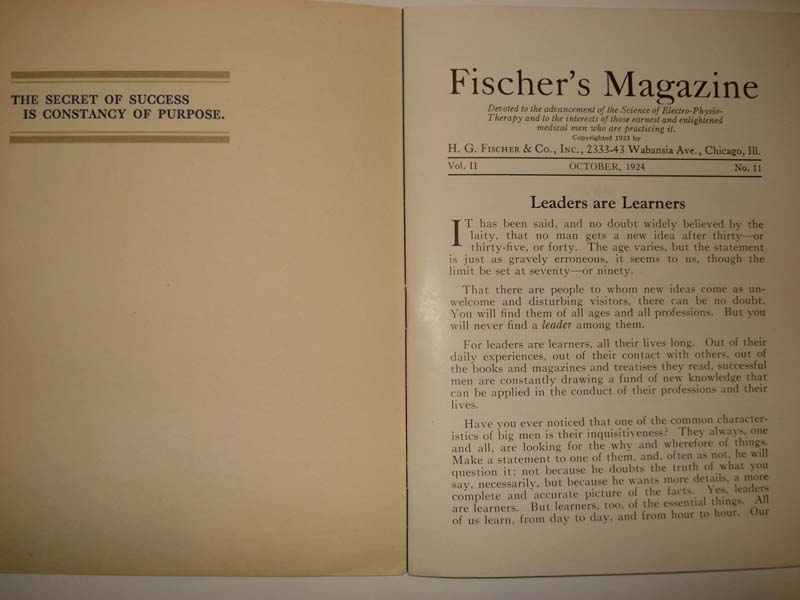 THE SECRET OF SUCCESS
IS CONSTANCY OF PURPOSE.
Fischer's Magazine
Devoted to the advancement of the Science of Electro-Physio-
Therapy and to the interests of those earnest and enlightened
medical men who are practicing it.
Copyrighted 1923 by
H. G. FISCHER & CO., INC., 2333-43 Wabansia Ave., Chicago, Ill.
Vol. II OCTOBER, 1924 No. 11
Leaders are Learners
IT has been said, and no doubt widely believed by the
laity, that no man gets a new idea after thirty—or
thirty-five, or forty. The age varies, but the statement
is just as gravely erroneous, it seems to us, though the
limit be set at seventy—or ninety.
That there are people to whom new ideas come as un-
welcome and disturbing visitors, there can be no doubt.
You will find them of all ages and all professions. But you
will never find a leader among them.
For leaders are learners, all their lives long. Out of their
daily experiences, out of their contact with others, out of
the books and magazines and treatises they read, successful
men are constantly drawing a fund of new knowledge that
can be applied in the conduct of their professions and their
lives.
Have you ever noticed that one of the common character-
istics of big men is their inquisitiveness? They always, one
and all, are looking for the why and wherefore of things.
Make a statement to one of them, and, often as not, he will
question it; not because he doubts the truth of what you
say, necessarily, but because he wants more details, a more
complete and accurate picture of the facts. Yes, leaders
are learners. But learners, too, of the essential things. All
of us learn, from day to day, and from hour to hour. Our